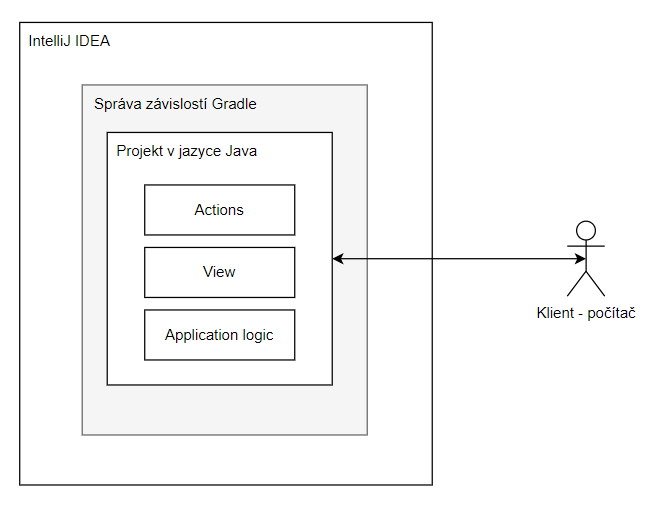 IntelliJ IDEA
Správa závislostí Gradle
Projekt v jazyce Java
Actions
View
Application logic
Klient - počítač